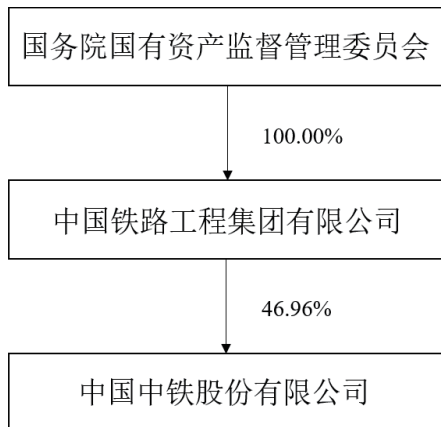 国务院国有资产监督管理委员会
100.00%
中国铁路工程集团有限公司
46.96%
中国中铁股份有限公司